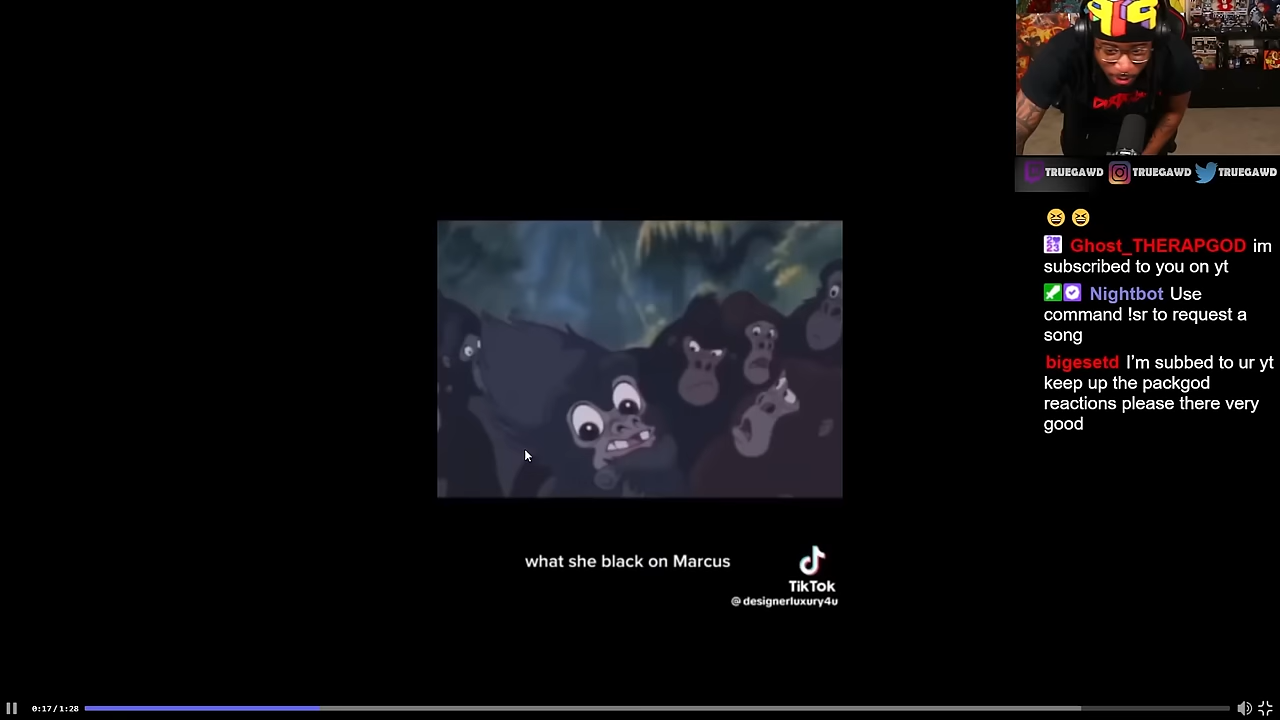 TRUEGAWD TRUEGAWD TRUEGAWD
Ghost_THERAPGOD im
subscribed to you on yt
Nightbot Use
command !sr to request a
song
bigesetd I'm subbed to ur yt
keep up the packgod
reactions please there very
good
what she black on Marcus
TikTok
@designerluxury4u
0:17/1:28